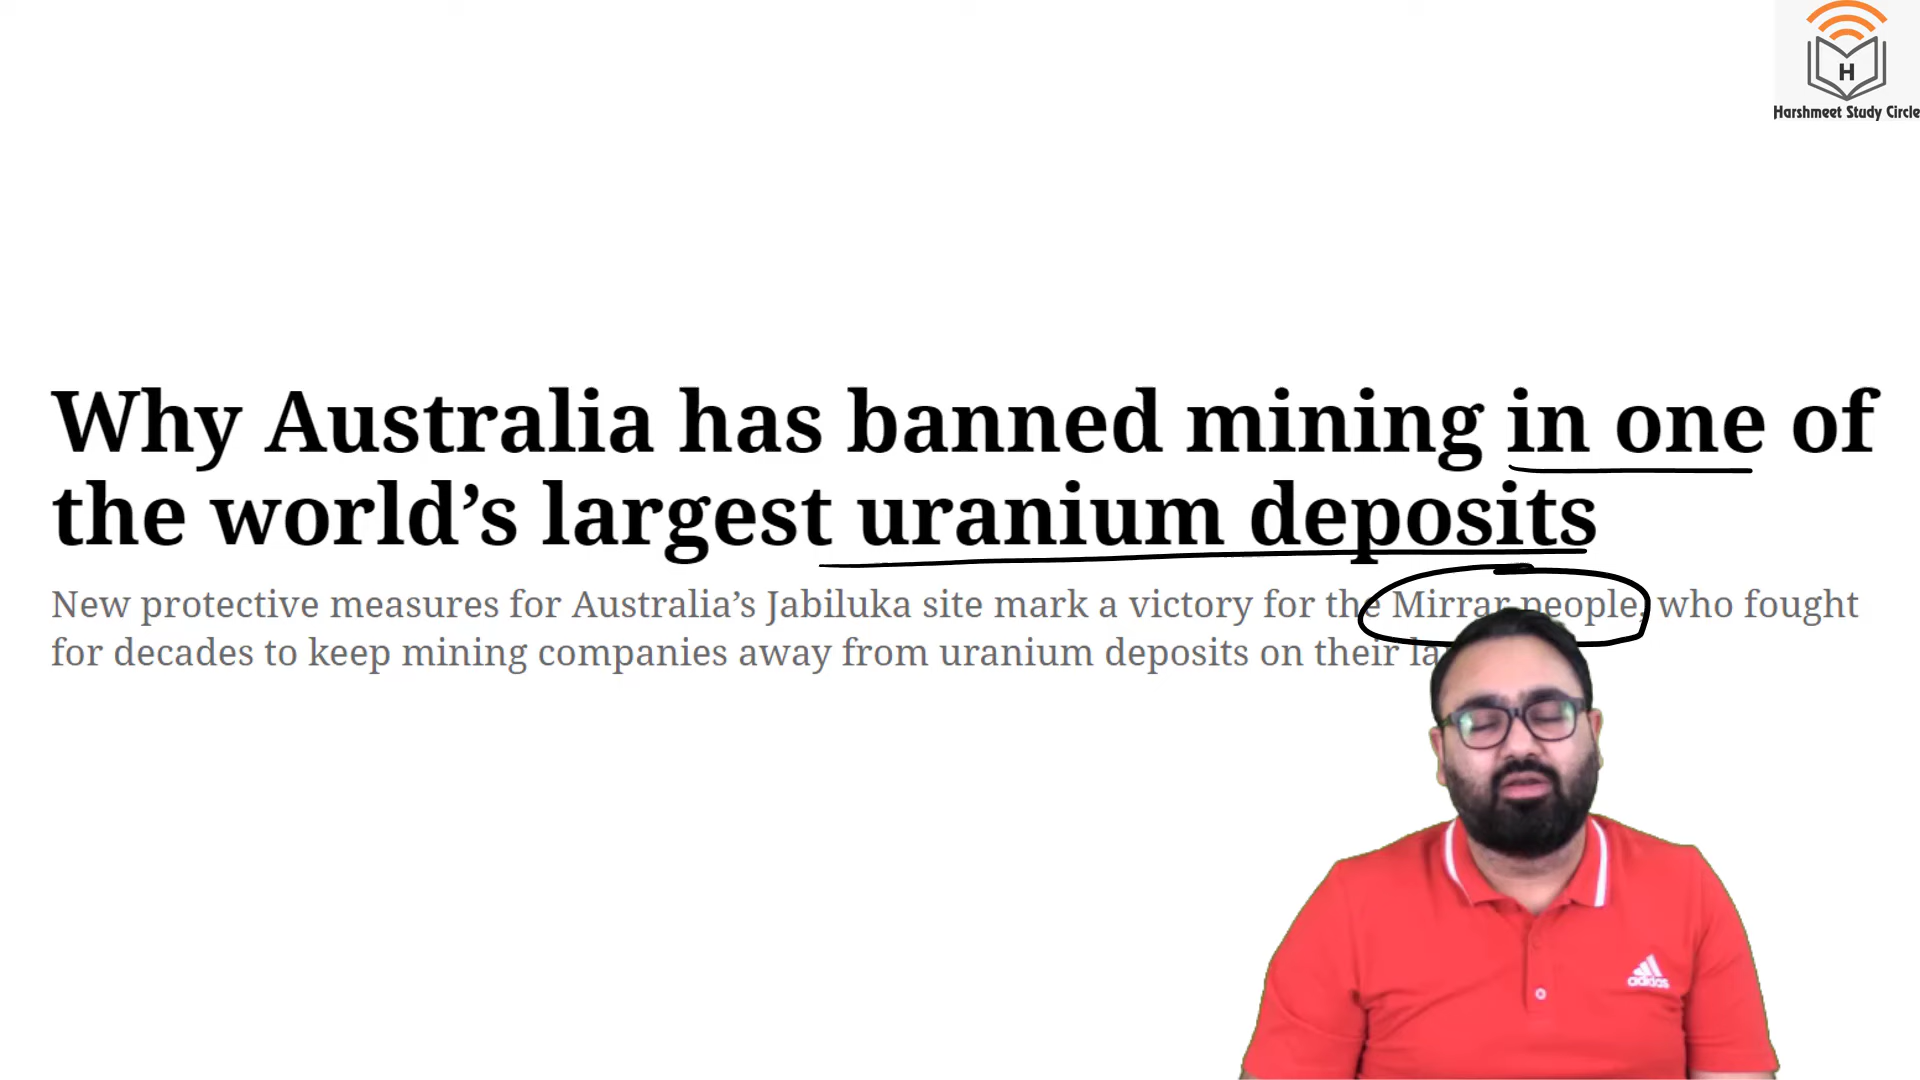 H
Harshmeet Study Circle
Why Australia has banned mining in one of
the world’s largest uranium deposits
New protective measures for Australia’s Jabiluka site mark a victory for the Mirrar people, who fought
for decades to keep mining companies away from uranium deposits on their
adidas